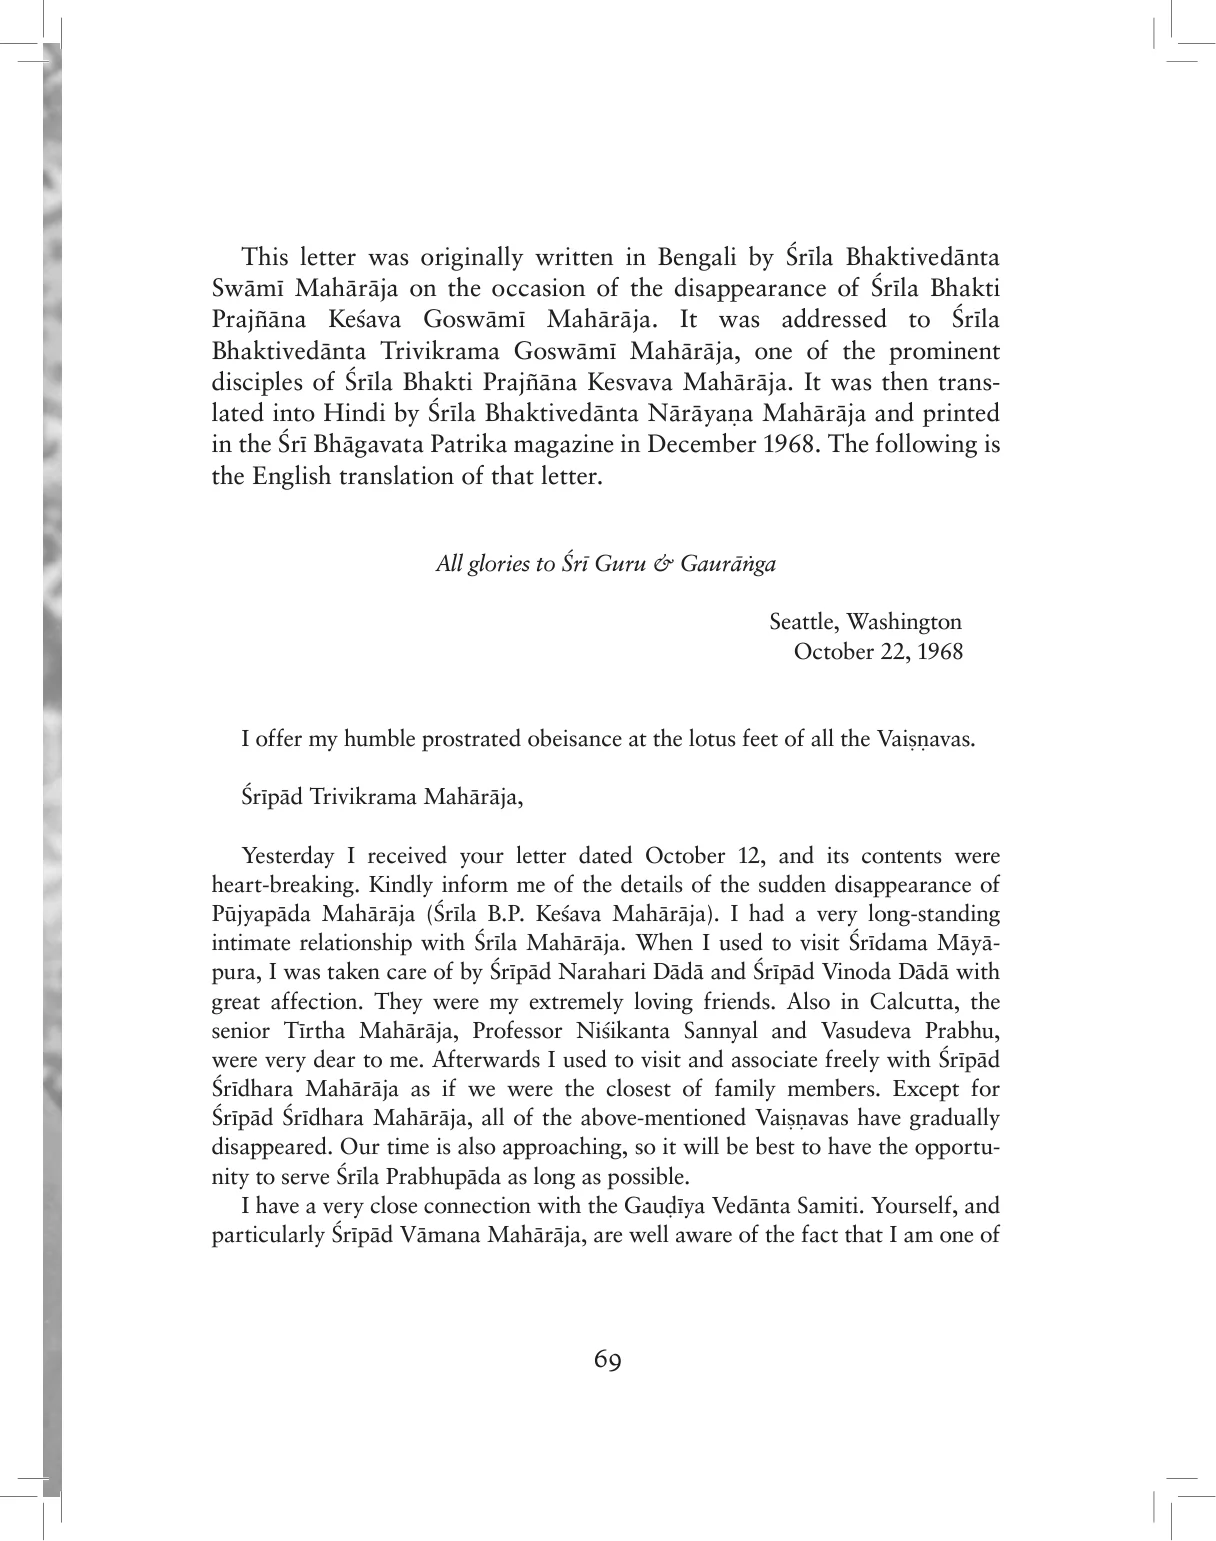 This letter was originally written in Bengali by Śrīla Bhaktivedānta
Swāmī Mahārāja on the occasion of the disappearance of Śrīla Bhakti
Prajñāna Keśava Goswāmī Mahārāja. It was addressed to Śrīla
Bhaktivedānta Trivikrama Goswāmī Mahārāja, one of the prominent
disciples of Śrīla Bhakti Prajñāna Kesvava Mahārāja. It was then trans-
lated into Hindi by Śrīla Bhaktivedānta Nārāyaṇa Mahārāja and printed
in the Śrī Bhāgavata Patrika magazine in December 1968. The following is
the English translation of that letter.
All glories to Śrī Guru & Gaurāṅga
Seattle, Washington
October 22, 1968
I offer my humble prostrated obeisance at the lotus feet of all the Vaiṣṇavas.
Śrīpād Trivikrama Mahārāja,
Yesterday I received your letter dated October 12, and its contents were
heart-breaking. Kindly inform me of the details of the sudden disappearance of
Pūjyapāda Mahārāja (Śrīla B.P. Keśava Mahārāja). I had a very long-standing
intimate relationship with Śrīla Mahārāja. When I used to visit Śrīdama Māyā-
pura, I was taken care of by Śrīpād Narahari Dādā and Śrīpād Vinoda Dādā with
great affection. They were my extremely loving friends. Also in Calcutta, the
senior Tīrtha Mahārāja, Professor Niśikanta Sannyal and Vasudeva Prabhu,
were very dear to me. Afterwards I used to visit and associate freely with Śrīpād
Śrīdhara Mahārāja as if we were the closest of family members. Except for
Śrīpād Śrīdhara Mahārāja, all of the above-mentioned Vaiṣṇavas have gradually
disappeared. Our time is also approaching, so it will be best to have the opportu-
nity to serve Śrīla Prabhupāda as long as possible.
I have a very close connection with the Gauḍīya Vedānta Samiti. Yourself, and
particularly Śrīpād Vāmana Mahārāja, are well aware of the fact that I am one of
69